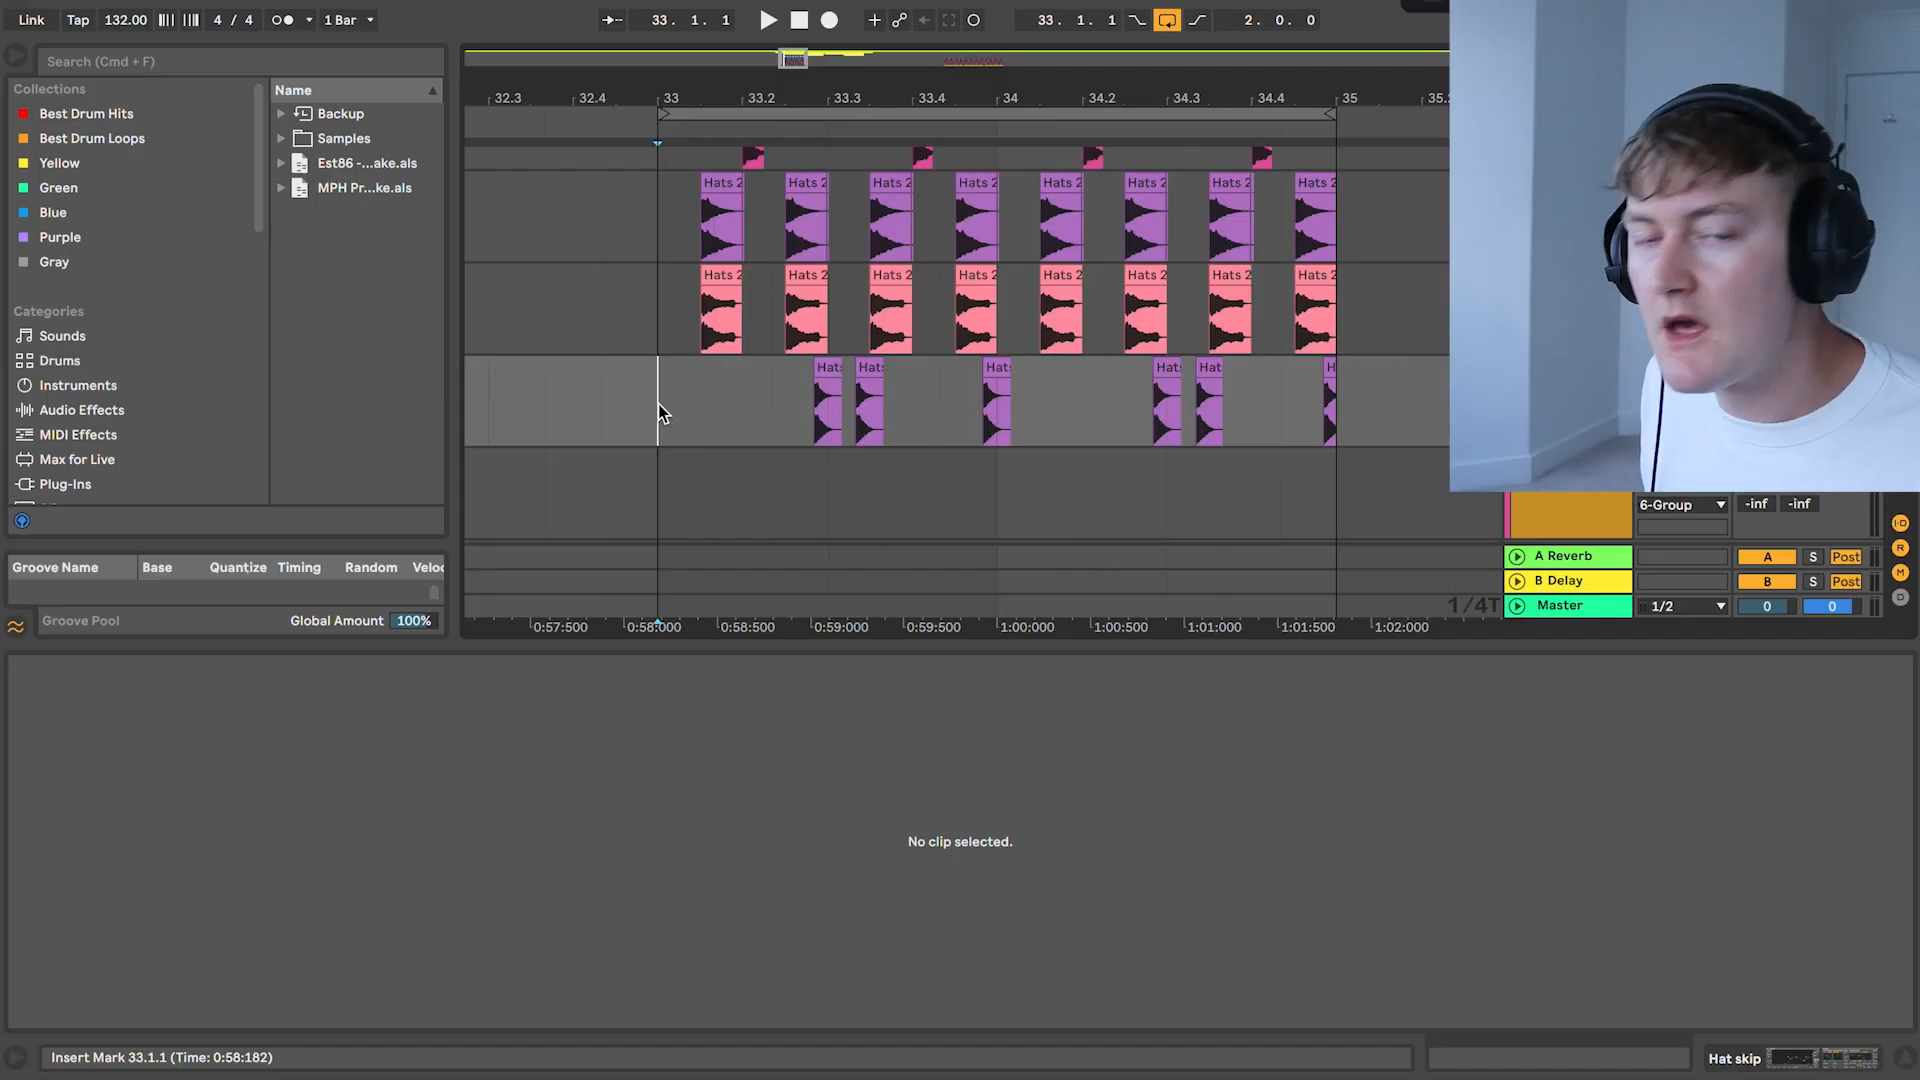 Link Tap 132.00 4 / 4 1 Bar 33. 1. 1 33. 1. 1 2. 0. 0
Search (Cmd + F)
Collections
Best Drum Hits
Best Drum Loops
Yellow
Green
Blue
Purple
Gray
Categories
Sounds
Drums
Instruments
Audio Effects
MIDI Effects
Max for Live
Plug-Ins
Name
Backup
Samples
Est86 -...ake.als
MPH Pr...ke.als
32.3 32.4 33 33.2 33.3 33.4 34 34.2 34.3 34.4 35 35.2
Hats 2 Hats 2 Hats 2 Hats 2 Hats 2 Hats 2 Hats 2 Hats 2
Hats 2 Hats 2 Hats 2 Hats 2 Hats 2 Hats 2 Hats 2 Hats 2
Hats Hats Hats Hats Hat H
6-Group -inf -inf
A Reverb A S Post
B Delay B S Post
1/4T Master 1/2 0 0
0:57:500 0:58:000 0:58:500 0:59:000 0:59:500 1:00:000 1:00:500 1:01:000 1:01:500 1:02:000
Groove Name Base Quantize Timing Random Veloc
Groove Pool Global Amount 100%
No clip selected.
Insert Mark 33.1.1 (Time: 0:58:182)
Hat skip